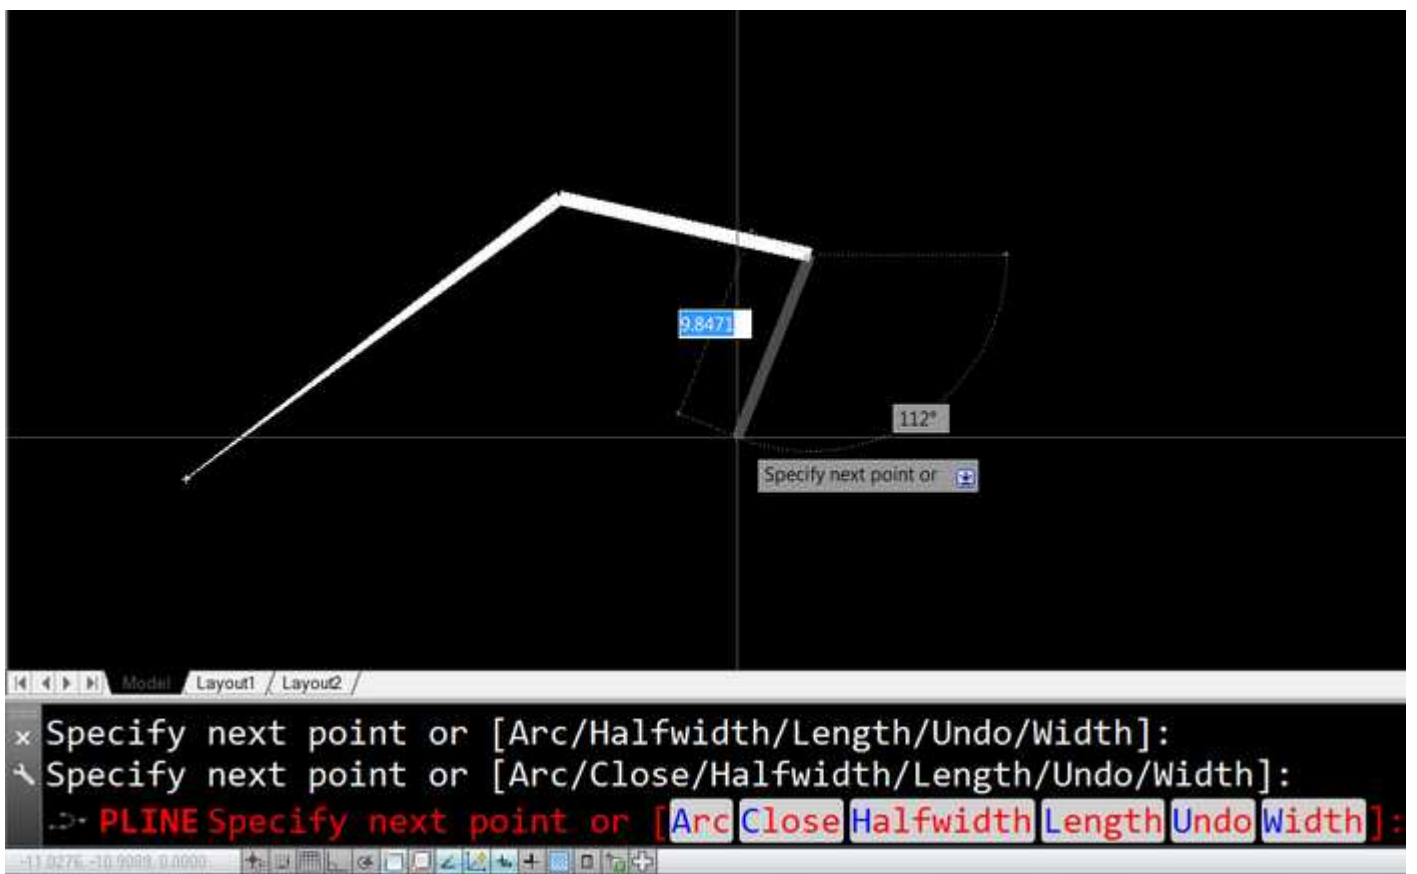 9.8471
112°
Specify next point or
Model Layout1 Layout2
Specify next point or [Arc/Halfwidth/Length/Undo/Width]:
Specify next point or [Arc/Close/Halfwidth/Length/Undo/Width]:
PLINE Specify next point or [Arc Close Halfwidth Length Undo Width]: